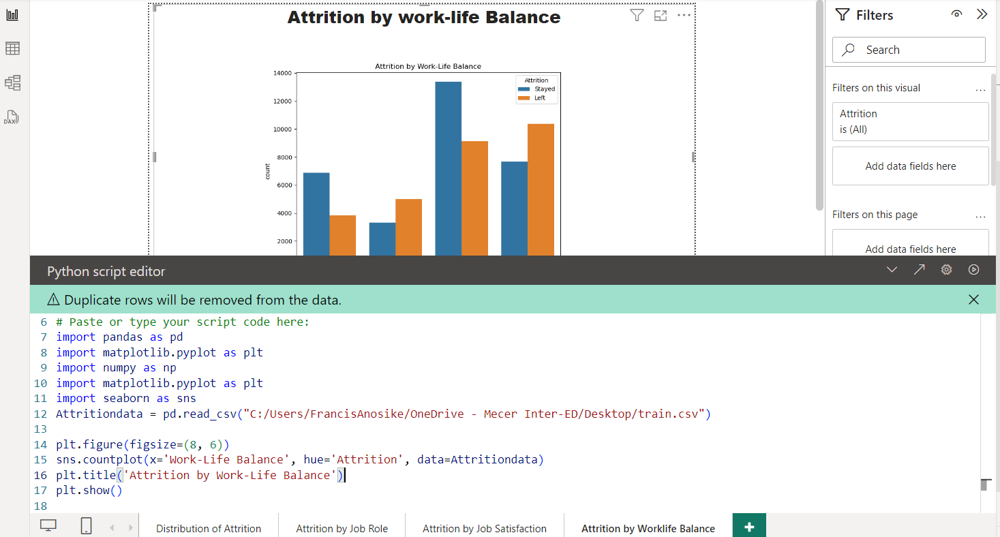 Attrition by work-life Balance
Attrition by Work-Life Balance
14000
12000
10000
8000
6000
4000
2000
count
Attrition
Stayed
Left
Filters
Search
Filters on this visual
...
Attrition
is (All)
Add data fields here
Filters on this page
...
Add data fields here
DAX
Python script editor
Duplicate rows will be removed from the data.
6 # Paste or type your script code here:
7 import pandas as pd
8 import matplotlib.pyplot as plt
9 import numpy as np
10 import matplotlib.pyplot as plt
11 import seaborn as sns
12 Attritiondata = pd.read_csv("C:/Users/FrancisAnosike/OneDrive - Mecer Inter-ED/Desktop/train.csv")
13
14 plt.figure(figsize=(8, 6))
15 sns.countplot(x='Work-Life Balance', hue='Attrition', data=Attritiondata)
16 plt.title('Attrition by Work-Life Balance')
17 plt.show()
18
Distribution of Attrition
Attrition by Job Role
Attrition by Job Satisfaction
Attrition by Worklife Balance
+